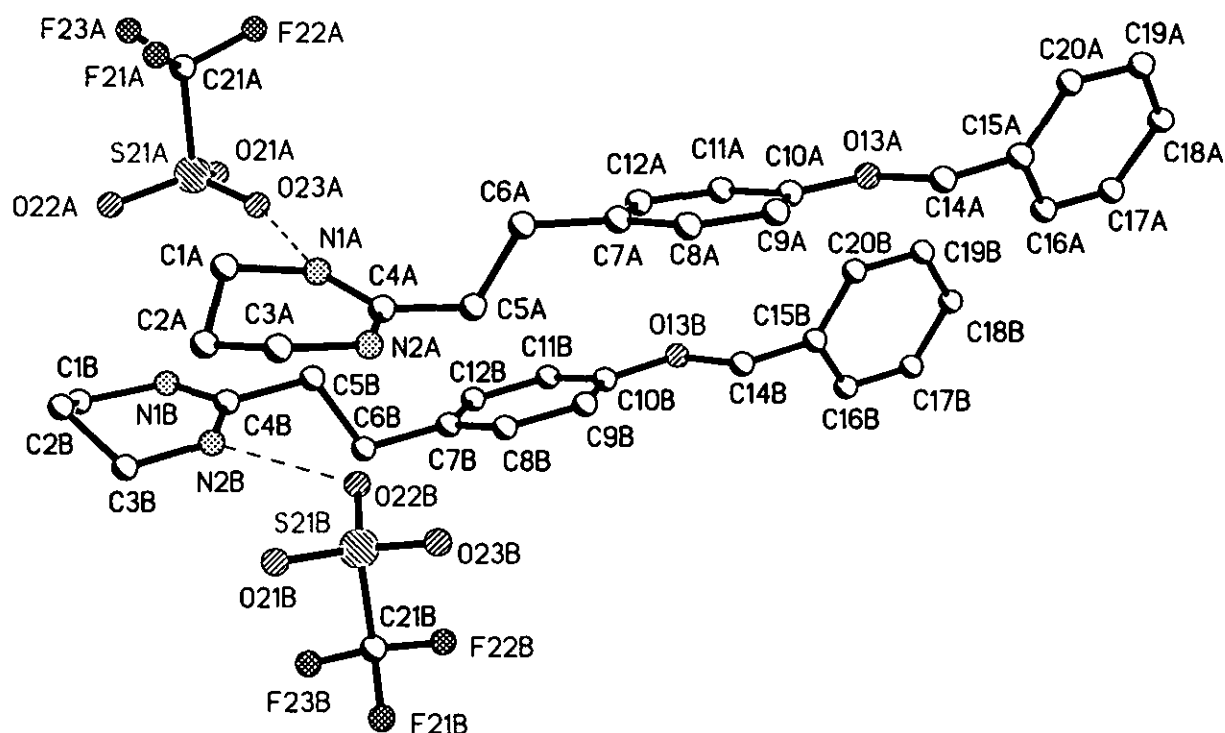 F23A
F22A
F21A
C21A
C20A
C19A
S21A
O21A
O13A
C15A
C12A
C11A
C10A
C18A
O22A
O23A
C6A
C14A
C17A
N1A
C9A
C16A
C1A
C4A
C7A
C8A
C20B
C19B
C2A
C3A
C5A
O13B
C15B
C18B
N2A
C11B
C1B
C12B
C14B
C17B
N1B
C5B
C10B
C16B
C2B
C4B
C6B
C9B
C7B
C8B
C3B
N2B
O22B
S21B
O23B
O21B
C21B
F22B
F23B
F21B